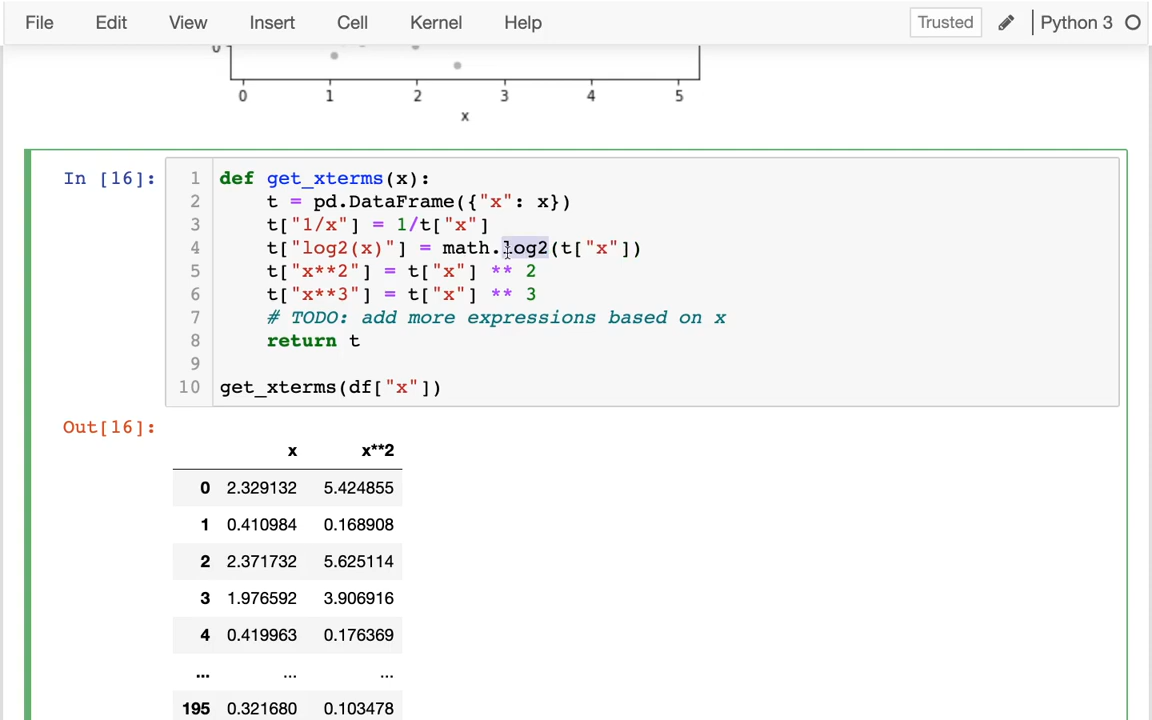 File Edit View Insert Cell Kernel Help Trusted Python 3
0
0 1 2 3 4 5
x
In [16]:
1 def get_xterms(x):
2 t = pd.DataFrame({"x": x})
3 t["1/x"] = 1/t["x"]
4 t["log2(x)"] = math.log2(t["x"])
5 t["x**2"] = t["x"] ** 2
6 t["x**3"] = t["x"] ** 3
7 # TODO: add more expressions based on x
8 return t
9
10 get_xterms(df["x"])
Out[16]:
x x**2
0 2.329132 5.424855
1 0.410984 0.168908
2 2.371732 5.625114
3 1.976592 3.906916
4 0.419963 0.176369
... ... ...
195 0.321680 0.103478